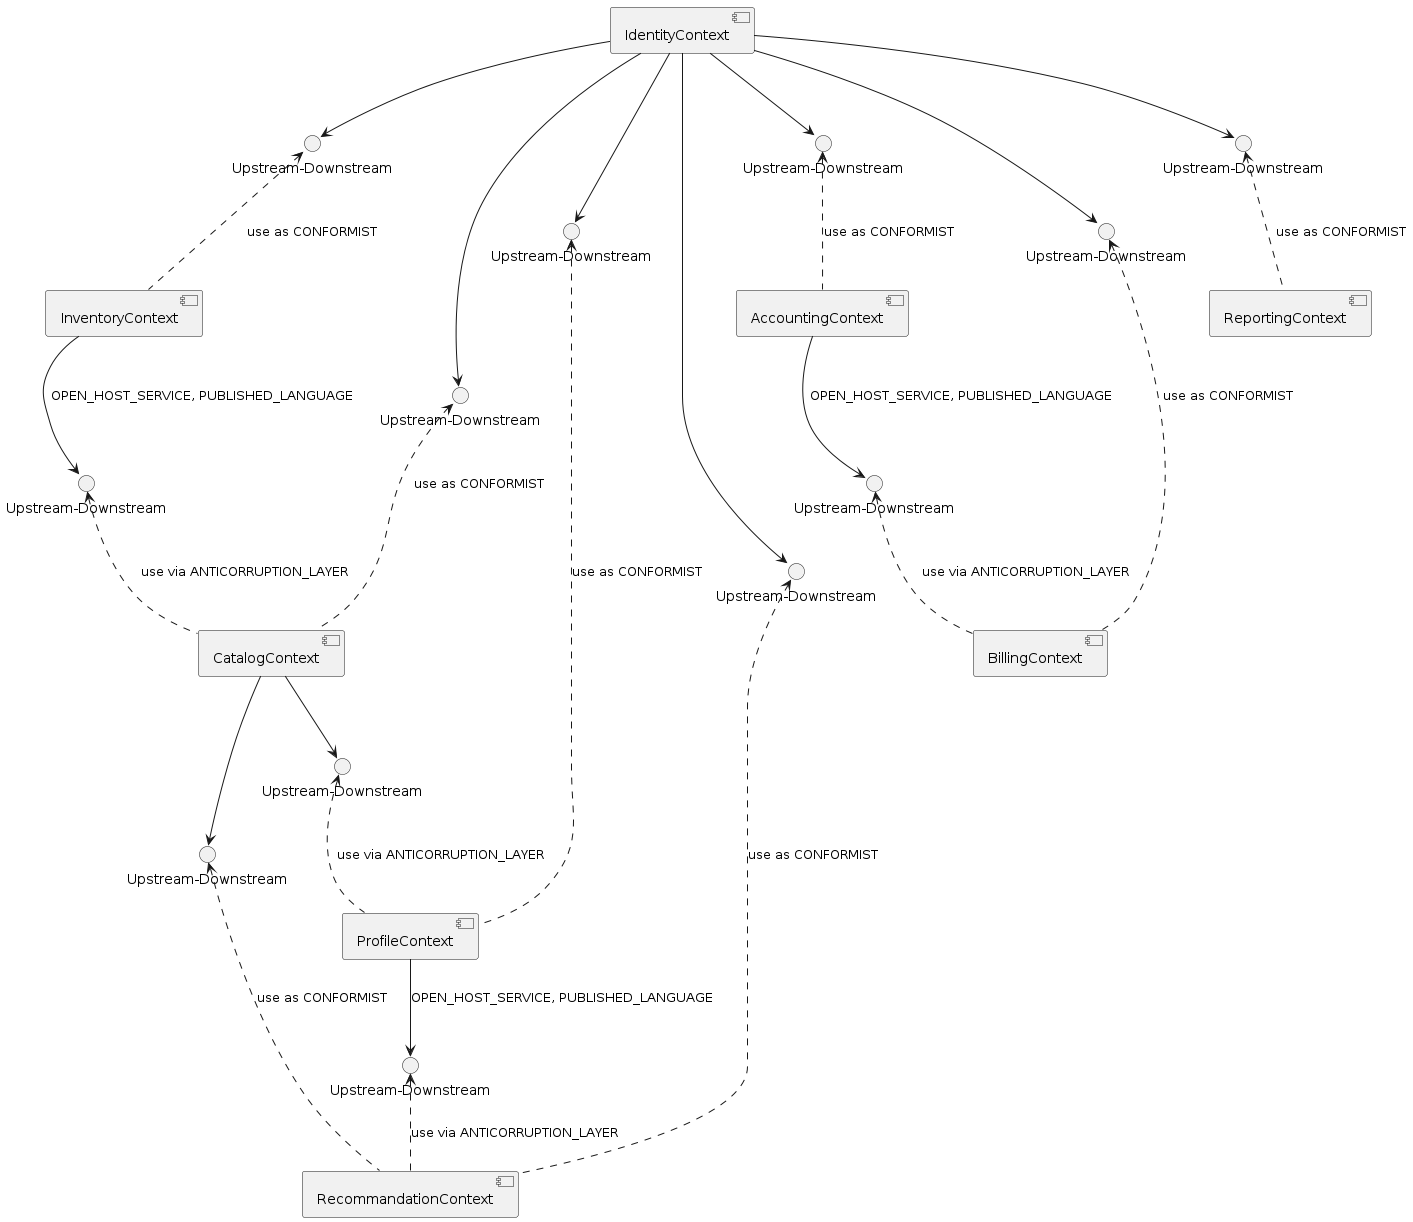 IdentityContext
Upstream-Downstream
Upstream-Downstream
Upstream-Downstream
use as CONFORMIST
Upstream-Downstream
use as CONFORMIST
Upstream-Downstream
use as CONFORMIST
InventoryContext
AccountingContext
ReportingContext
OPEN_HOST_SERVICE, PUBLISHED_LANGUAGE
Upstream-Downstream
OPEN_HOST_SERVICE, PUBLISHED_LANGUAGE
use as CONFORMIST
Upstream-Downstream
use as CONFORMIST
Upstream-Downstream
use via ANTICORRUPTION_LAYER
use as CONFORMIST
Upstream-Downstream
use via ANTICORRUPTION_LAYER
CatalogContext
BillingContext
Upstream-Downstream
Upstream-Downstream
use via ANTICORRUPTION_LAYER
use as CONFORMIST
ProfileContext
use as CONFORMIST
OPEN_HOST_SERVICE, PUBLISHED_LANGUAGE
Upstream-Downstream
use via ANTICORRUPTION_LAYER
RecommandationContext